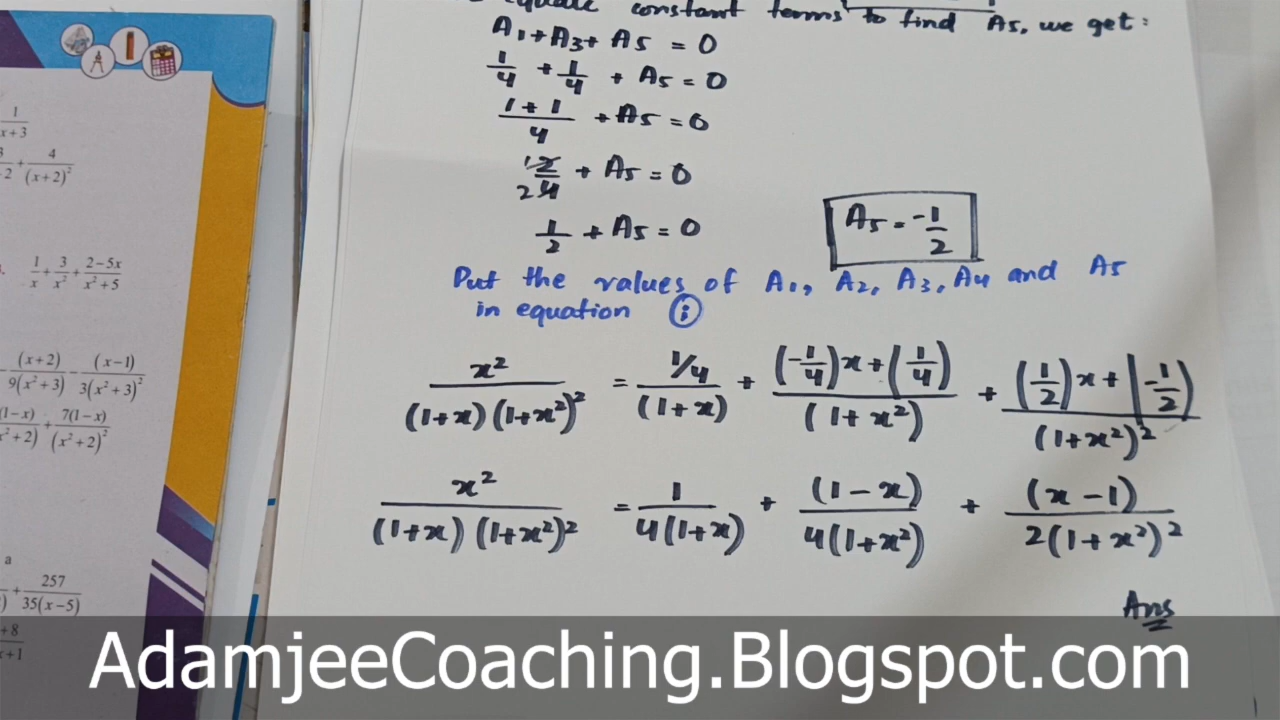 equate constant terms to find A5, we get:
A1 + A3 + A5 = 0
1/4 + 1/4 + A5 = 0
(1 + 1)/4 + A5 = 0
2/4 + A5 = 0
1
2
1/2 + A5 = 0
A5 = -1/2
Put the values of A1, A2, A3, A4 and A5
in equation (i)
x²/((1+x)(1+x²)²) = (1/4)/(1+x) + ((-1/4)x + (1/4))/(1+x²) + ((1/2)x + (-1/2))/(1+x²)²
x²/((1+x)(1+x²)²) = 1/(4(1+x)) + (1-x)/(4(1+x²)) + (x-1)/(2(1+x²)²)
Ans
1/x + 3/x² + (2-5x)/(x²+5)
(x+2)/(9(x²+3)) - (x-1)/(3(x²+3)²)
+ 7(1-x)/(x²+2)²
+ 4/(x+2)²
a
+ 257/(35(x-5))
+8
x+1
AdamjeeCoaching.Blogspot.com